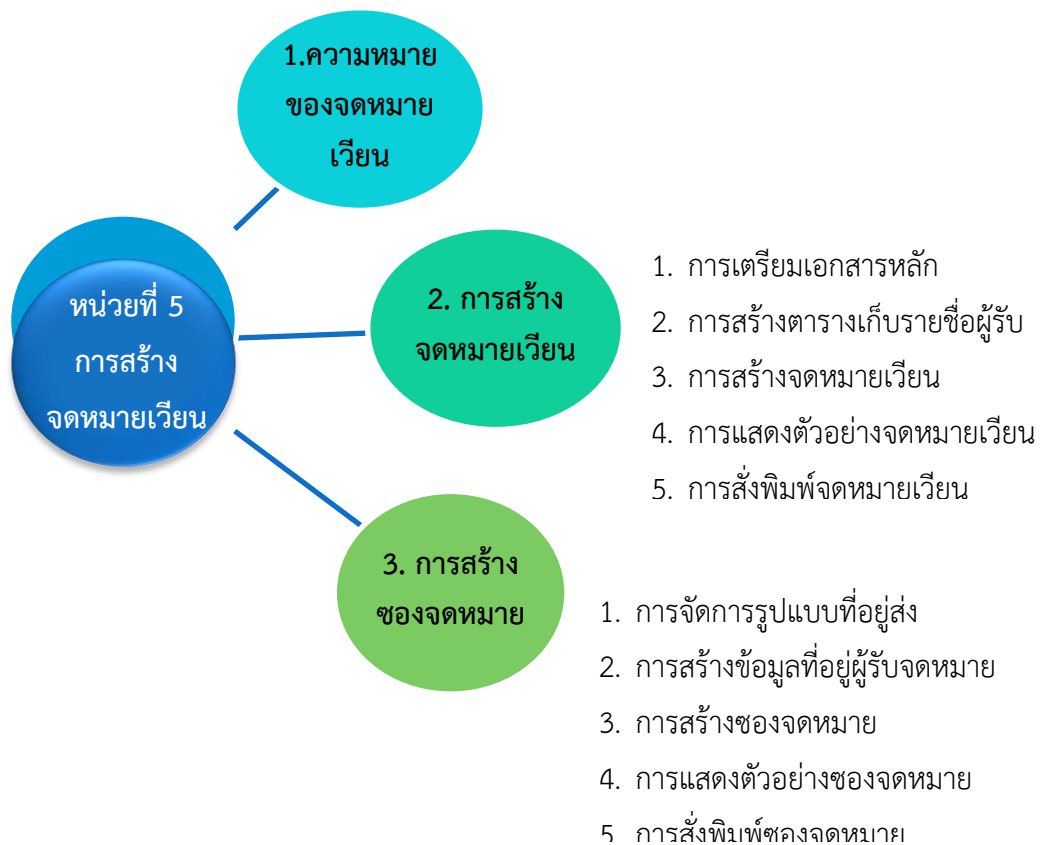 1.ความหมาย
ของจดหมาย
เวียน
หน่วยที่ 5
การสร้าง
จดหมายเวียน
2. การสร้าง
จดหมายเวียน
1. การเตรียมเอกสารหลัก
2. การสร้างตารางเก็บรายชื่อผู้รับ
3. การสร้างจดหมายเวียน
4. การแสดงตัวอย่างจดหมายเวียน
5. การสั่งพิมพ์จดหมายเวียน
3. การสร้าง
ซองจดหมาย
1. การจัดการรูปแบบที่อยู่ส่ง
2. การสร้างข้อมูลที่อยู่ผู้รับจดหมาย
3. การสร้างซองจดหมาย
4. การแสดงตัวอย่างซองจดหมาย
5. การสั่งพิมพ์ซองจดหมาย